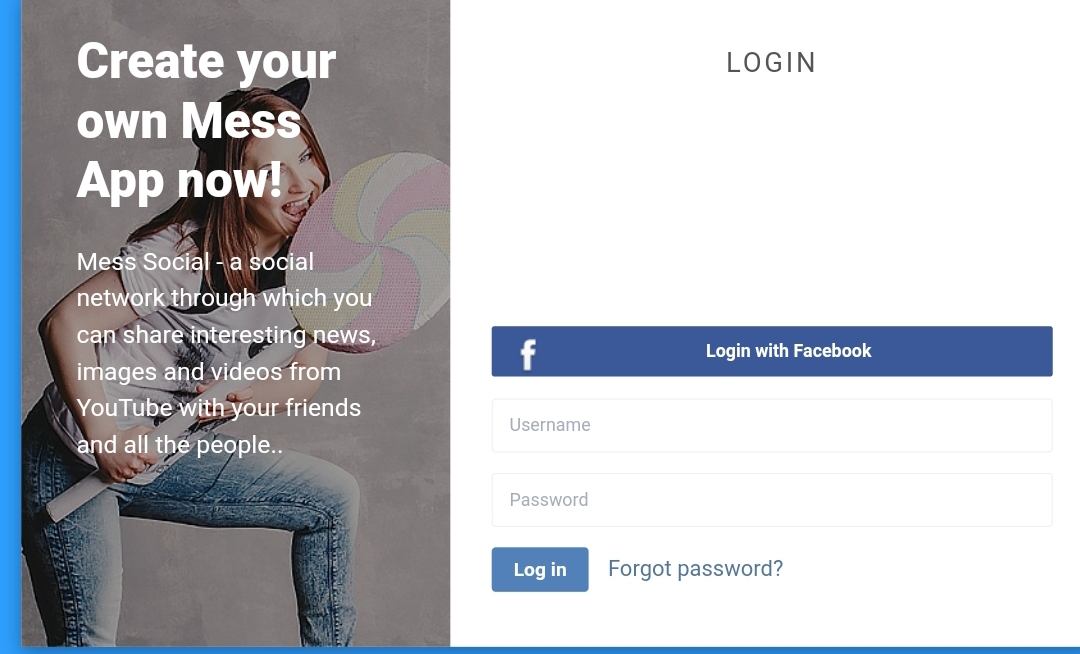 Create your
own Mess
App now!
Mess Social - a social
network through which you
can share interesting news,
images and videos from
YouTube with your friends
and all the people..
LOGIN
Login with Facebook
Username
Password
Log in
Forgot password?